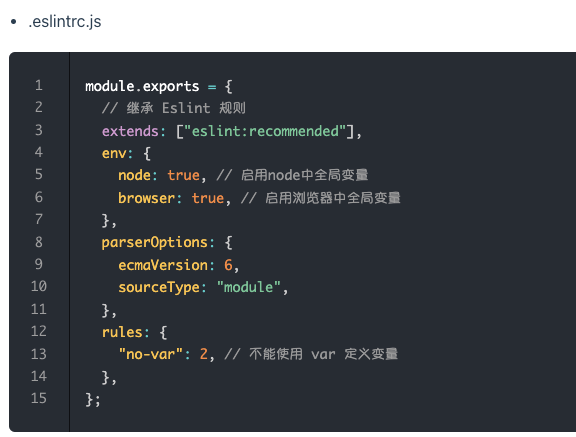 • .eslintrc.js
1 module.exports = {
2   // 继承 Eslint 规则
3   extends: ["eslint:recommended"],
4   env: {
5     node: true, // 启用node中全局变量
6     browser: true, // 启用浏览器中全局变量
7   },
8   parserOptions: {
9     ecmaVersion: 6,
10     sourceType: "module",
11   },
12   rules: {
13     "no-var": 2, // 不能使用 var 定义变量
14   },
15 };